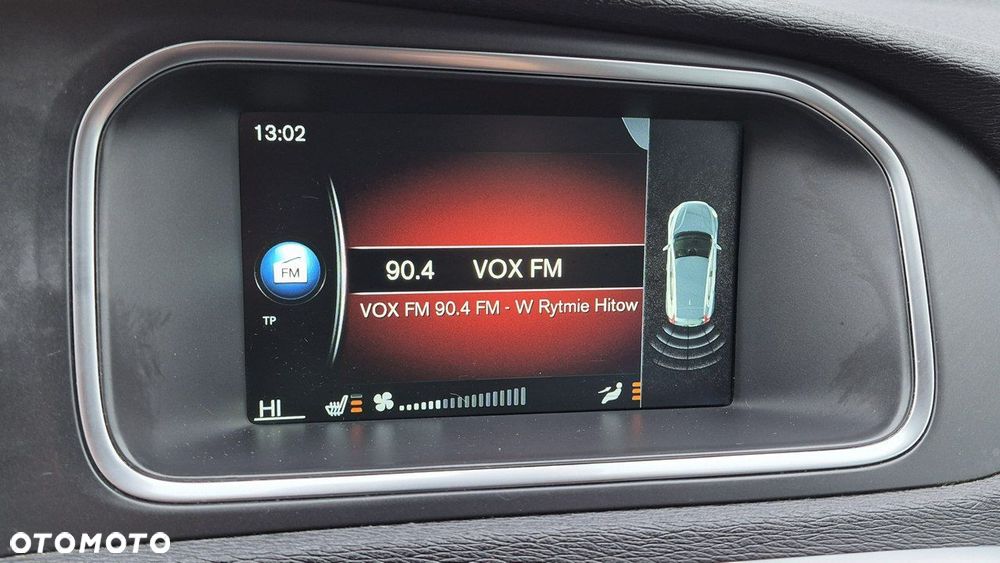 13:02
FM
90.4 VOX FM
VOX FM 90.4 FM - W Rytmie Hitow
TP
HI
OTOMOTO